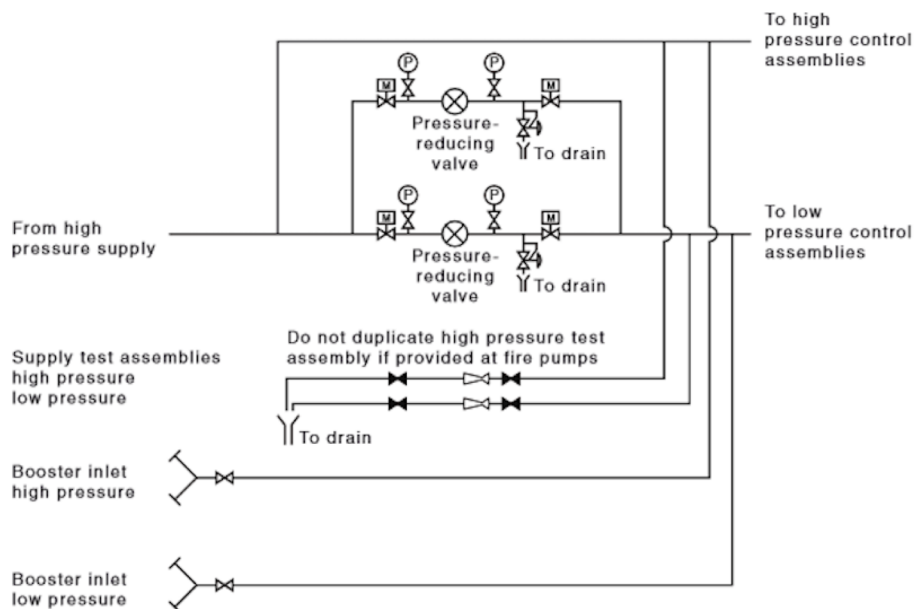 To high
pressure control
assemblies
P
P
M
M
Pressure-
reducing
valve
To drain
P
P
From high
pressure supply
M
M
To low
pressure control
assemblies
Pressure-
reducing
valve
To drain
Do not duplicate high pressure test
assembly if provided at fire pumps
Supply test assemblies
high pressure
low pressure
To drain
Booster inlet
high pressure
Booster inlet
low pressure